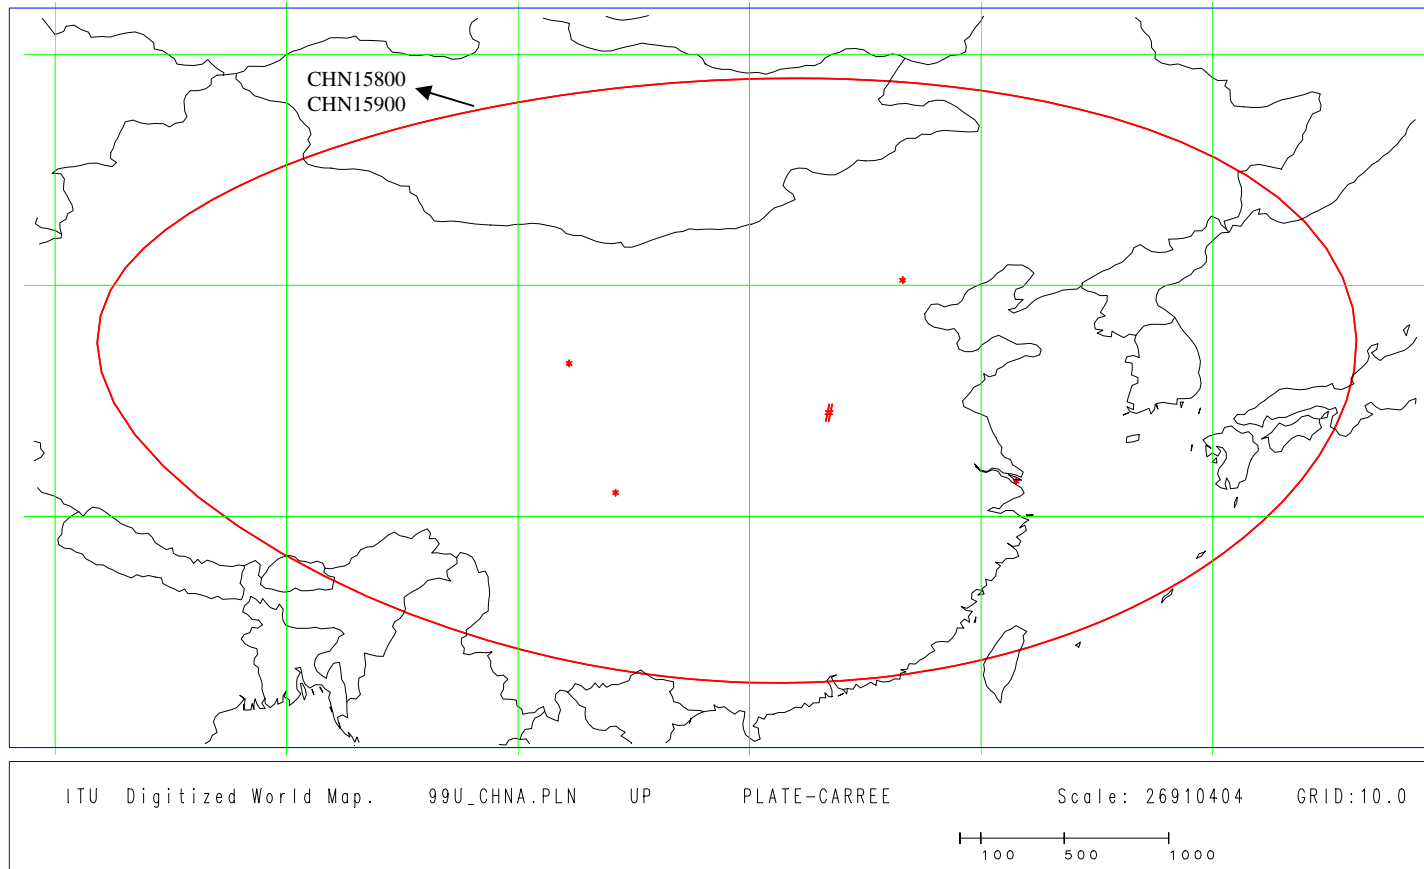 CHN15800
CHN15900
ITU Digitized World Map. 99U_CHNA.PLN UP PLATE-CARREE Scale: 26910404 GRID:10.0
100 500 1000